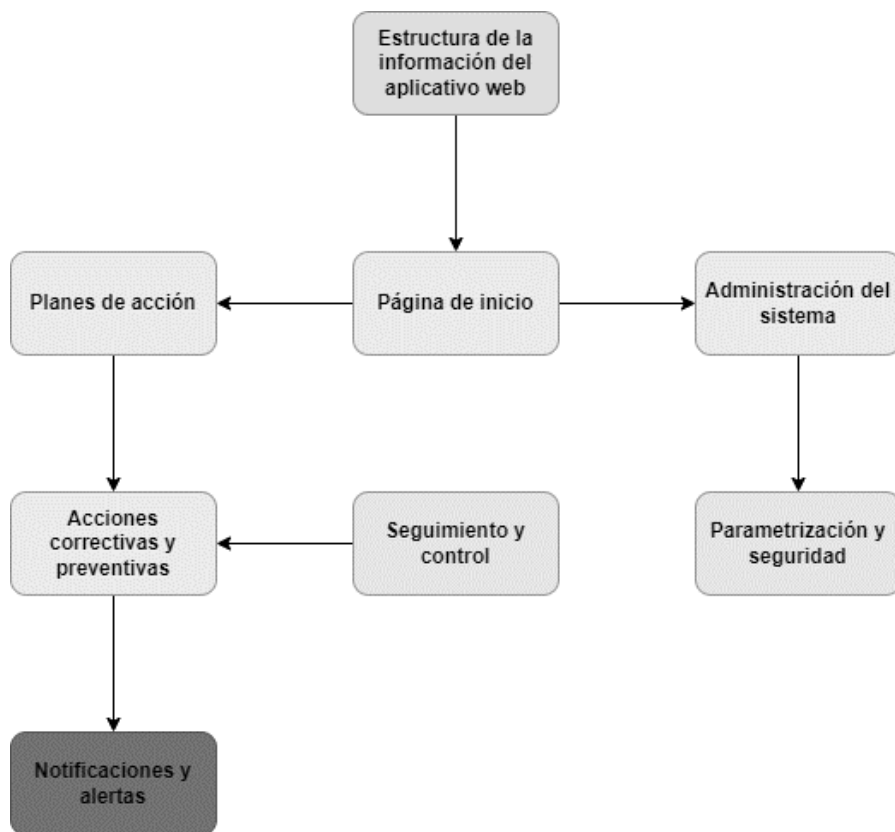 Estructura de la
información del
aplicativo web
Planes de acción
Página de inicio
Administración del
sistema
Acciones
correctivas y
preventivas
Seguimiento y
control
Parametrización y
seguridad
Notificaciones y
alertas